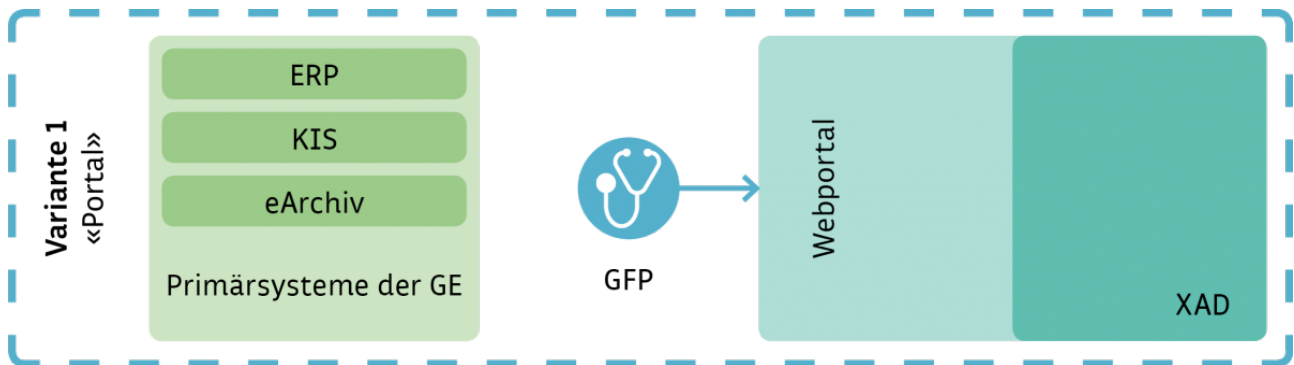 Variante 1
«Portal»
ERP
KIS
eArchiv
Primärsysteme der GE
GFP
Webportal
XAD